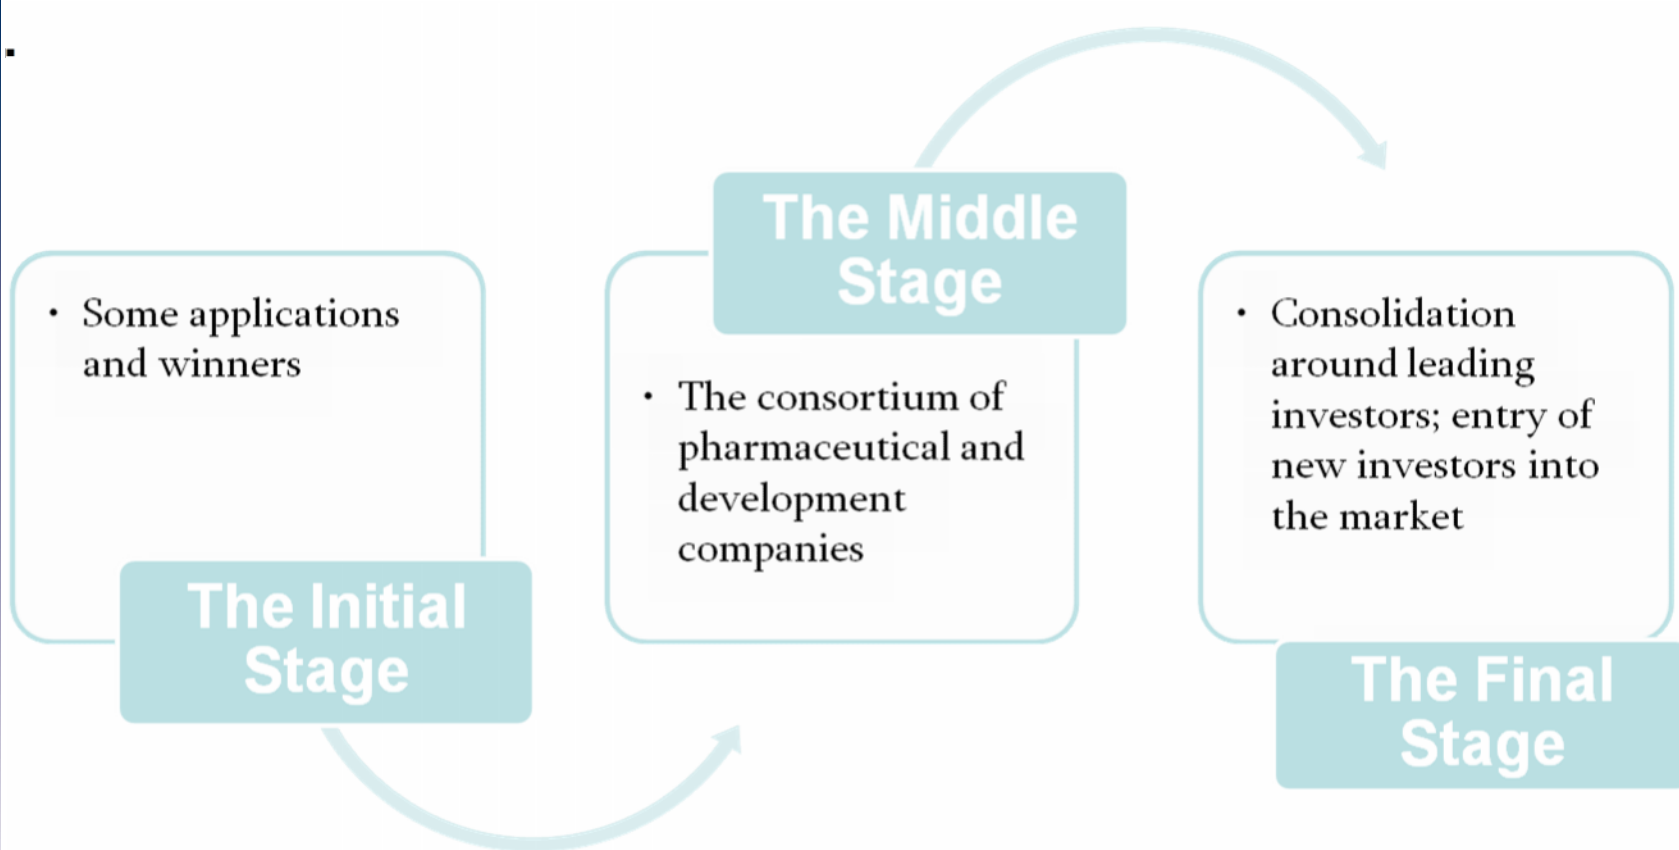 • Some applications
and winners
The Initial
Stage
The Middle
Stage
• The consortium of
pharmaceutical and
development
companies
• Consolidation
around leading
investors; entry of
new investors into
the market
The Final
Stage